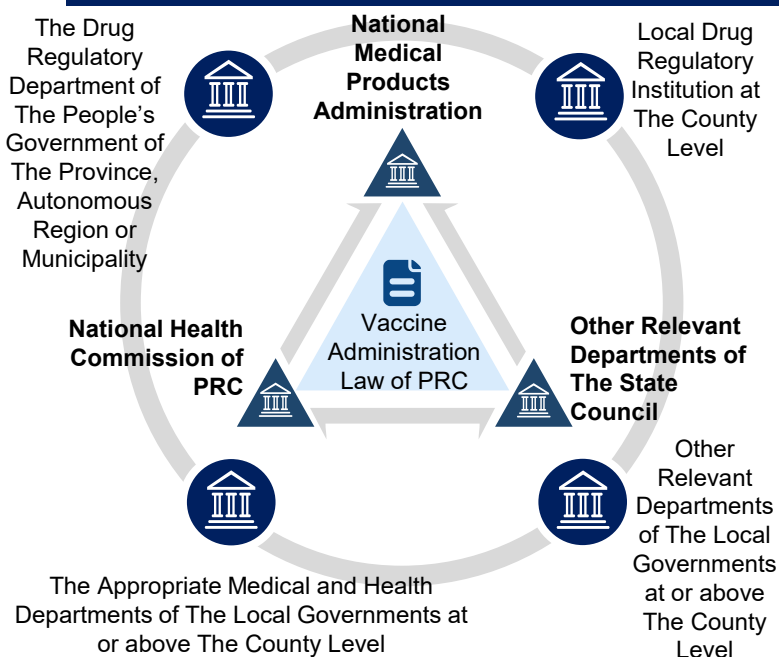 The Drug
Regulatory
Department of
The People's
Government of
The Province,
Autonomous
Region or
Municipality
National
Medical
Products
Administration
Local Drug
Regulatory
Institution at
The County
Level
Vaccine
Administration
Law of PRC
National Health
Commission of
PRC
Other Relevant
Departments of
The State
Council
The Appropriate Medical and Health
Departments of The Local Governments at
or above The County Level
Other
Relevant
Departments
of The Local
Governments
at or above
The County
Level